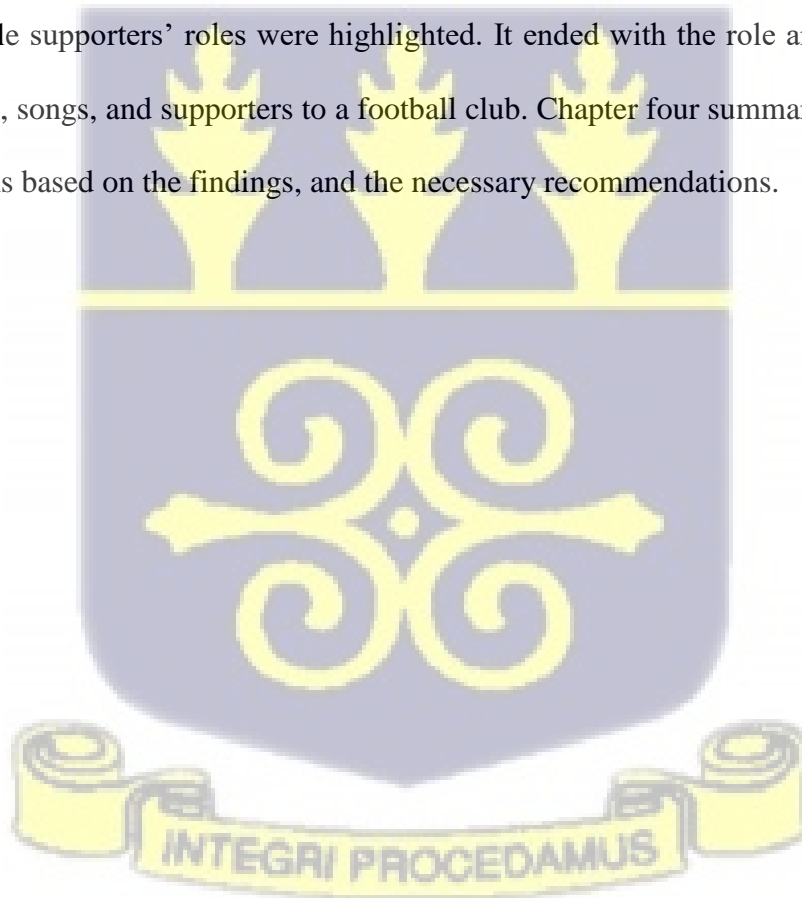 le supporters’ roles were highlighted. It ended with the role a
, songs, and supporters to a football club. Chapter four summa
s based on the findings, and the necessary recommendations.
INTEGRI PROCEDAMUS